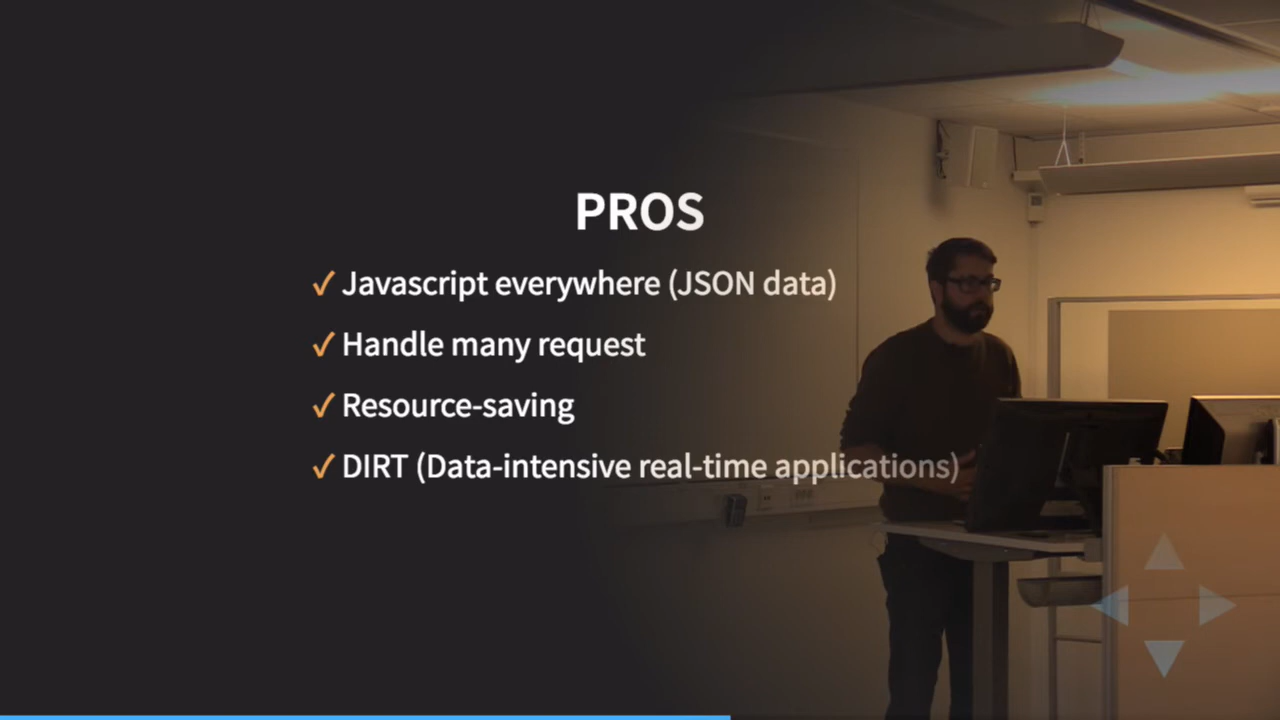 PROS
✓ Javascript everywhere (JSON data)
✓ Handle many request
✓ Resource-saving
✓ DIRT (Data-intensive real-time applications)